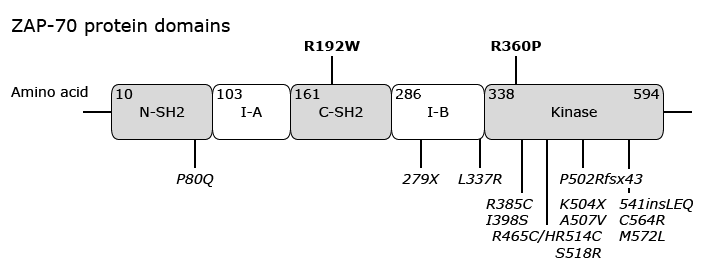 ZAP-70 protein domains
R192W R360P
Amino acid 10 103 161 286 338 594
N-SH2 I-A C-SH2 I-B Kinase
P80Q 279X L337R P502Rfsx43
R385C K504X 541insLEQ
I398S A507V C564R
R465C/H R514C M572L
S518R